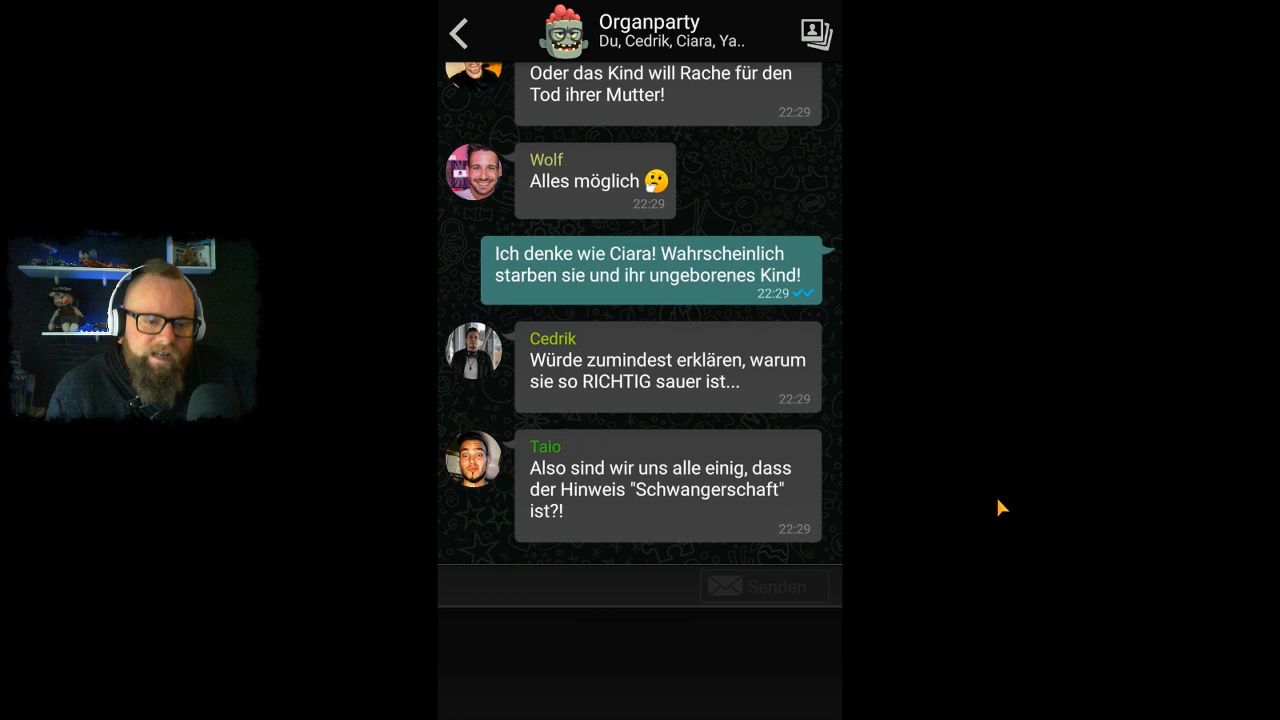 Organparty
Du, Cedrik, Ciara, Ya..
Oder das Kind will Rache für den
Tod ihrer Mutter!
22:29
Wolf
Alles möglich 🤔
22:29
Ich denke wie Ciara! Wahrscheinlich
starben sie und ihr ungeborenes Kind!
22:29
Cedrik
Würde zumindest erklären, warum
sie so RICHTIG sauer ist...
22:29
Taio
Also sind wir uns alle einig, dass
der Hinweis "Schwangerschaft"
ist?!
22:29
Senden